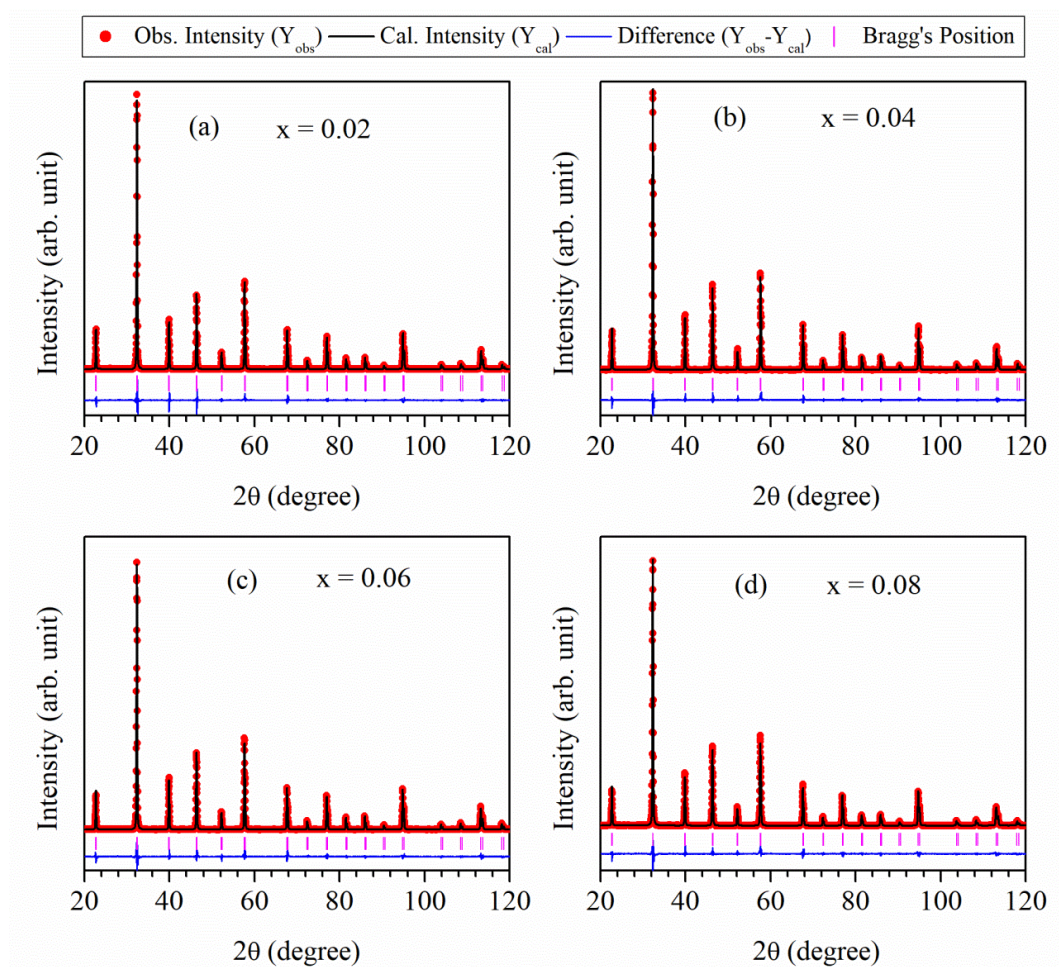 Obs. Intensity (Yobs) Cal. Intensity (Ycal) Difference (Yobs-Ycal) Bragg's Position
(a) x = 0.02
Intensity (arb. unit)
20 40 60 80 100 120
2θ (degree)
(b) x = 0.04
Intensity (arb. unit)
20 40 60 80 100 120
2θ (degree)
(c) x = 0.06
Intensity (arb. unit)
20 40 60 80 100 120
2θ (degree)
(d) x = 0.08
Intensity (arb. unit)
20 40 60 80 100 120
2θ (degree)